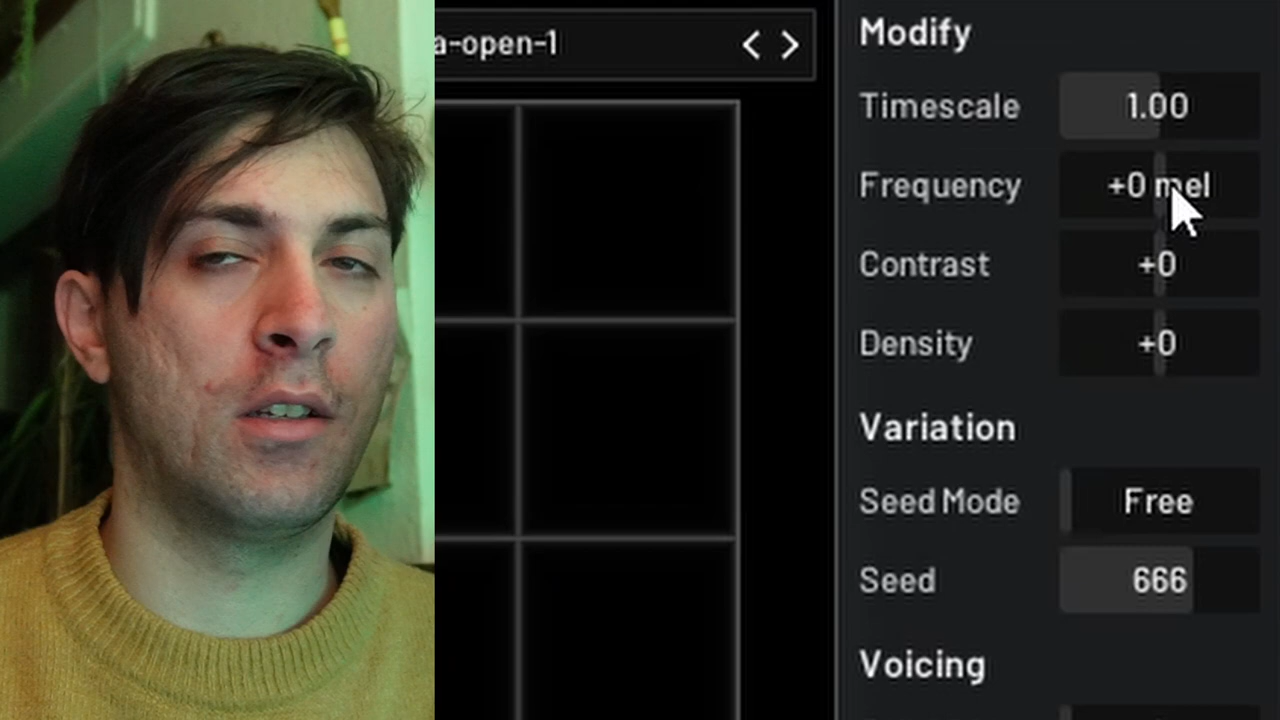 a-open-1
< >
Modify
Timescale 1.00
Frequency +0 mel
Contrast +0
Density +0
Variation
Seed Mode Free
Seed 666
Voicing